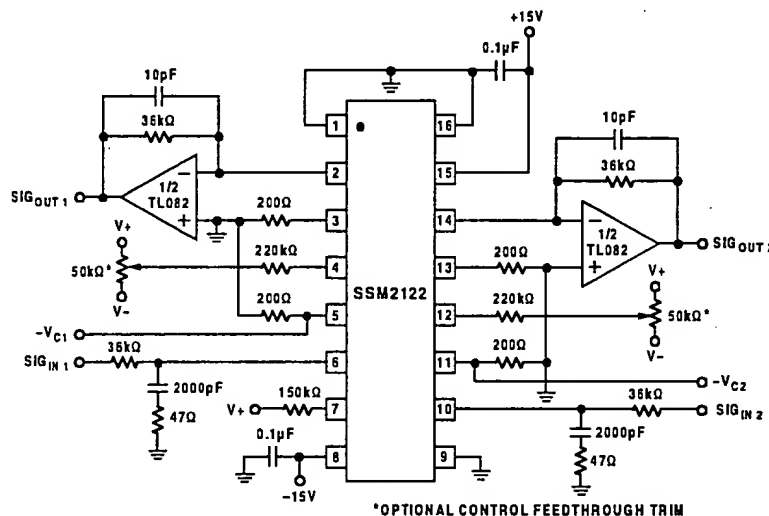 +15V
0.1µF
10pF
36kΩ
1
16
10pF
36kΩ
2
15
SIGOUT 1
1/2
TL082
−
+
200Ω
3
14
−
+
1/2
TL082
SIGOUT 2
V+
50kΩ*
V−
220kΩ
4
SSM2122
13
200Ω
200Ω
5
12
220kΩ
V+
50kΩ*
V−
−VC1
SIGIN 1
36kΩ
6
11
200Ω
−VC2
2000pF
47Ω
V+
150kΩ
7
10
36kΩ
SIGIN 2
2000pF
47Ω
0.1µF
8
9
−15V
*OPTIONAL CONTROL FEEDTHROUGH TRIM